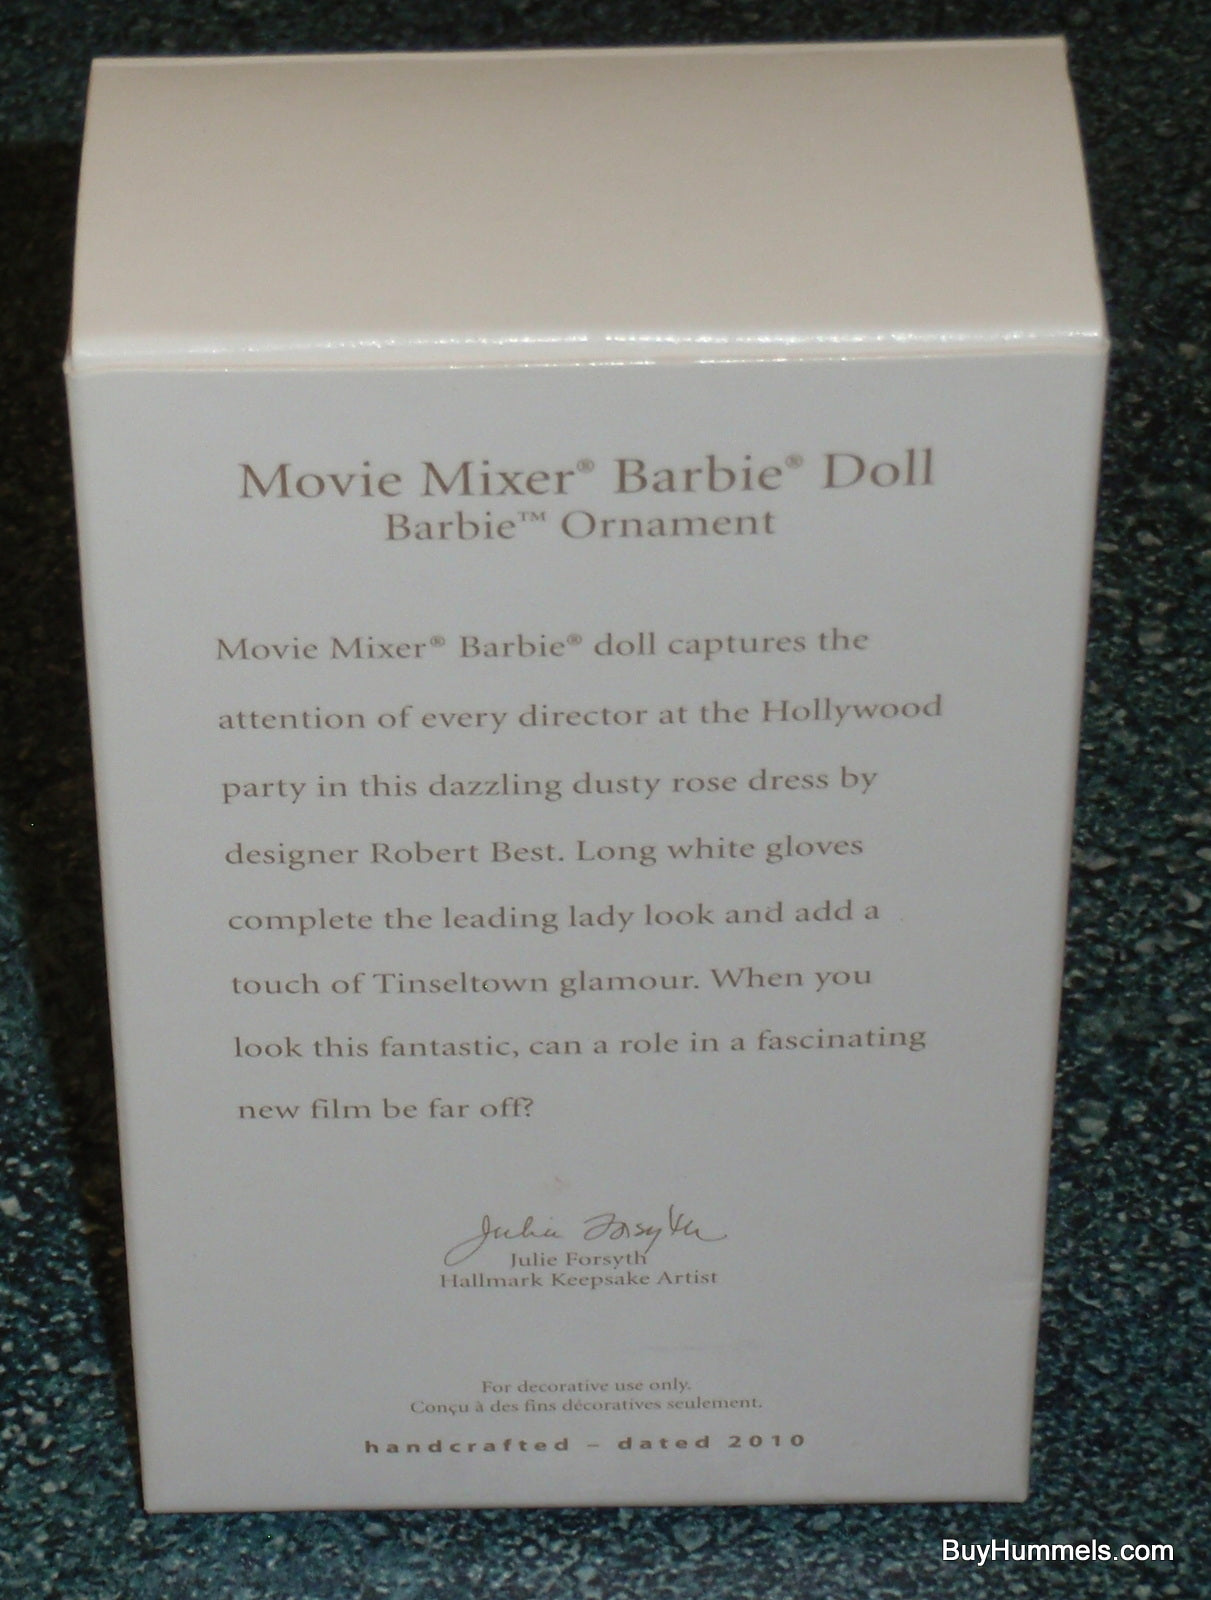 Movie Mixer® Barbie® Doll
Barbie™ Ornament
Movie Mixer® Barbie® doll captures the
attention of every director at the Hollywood
party in this dazzling dusty rose dress by
designer Robert Best. Long white gloves
complete the leading lady look and add a
touch of Tinseltown glamour. When you
look this fantastic, can a role in a fascinating
new film be far off?
Julie Forsyth
Julie Forsyth
Hallmark Keepsake Artist
For decorative use only.
Conçu à des fins décoratives seulement.
handcrafted – dated 2010
BuyHummels.com